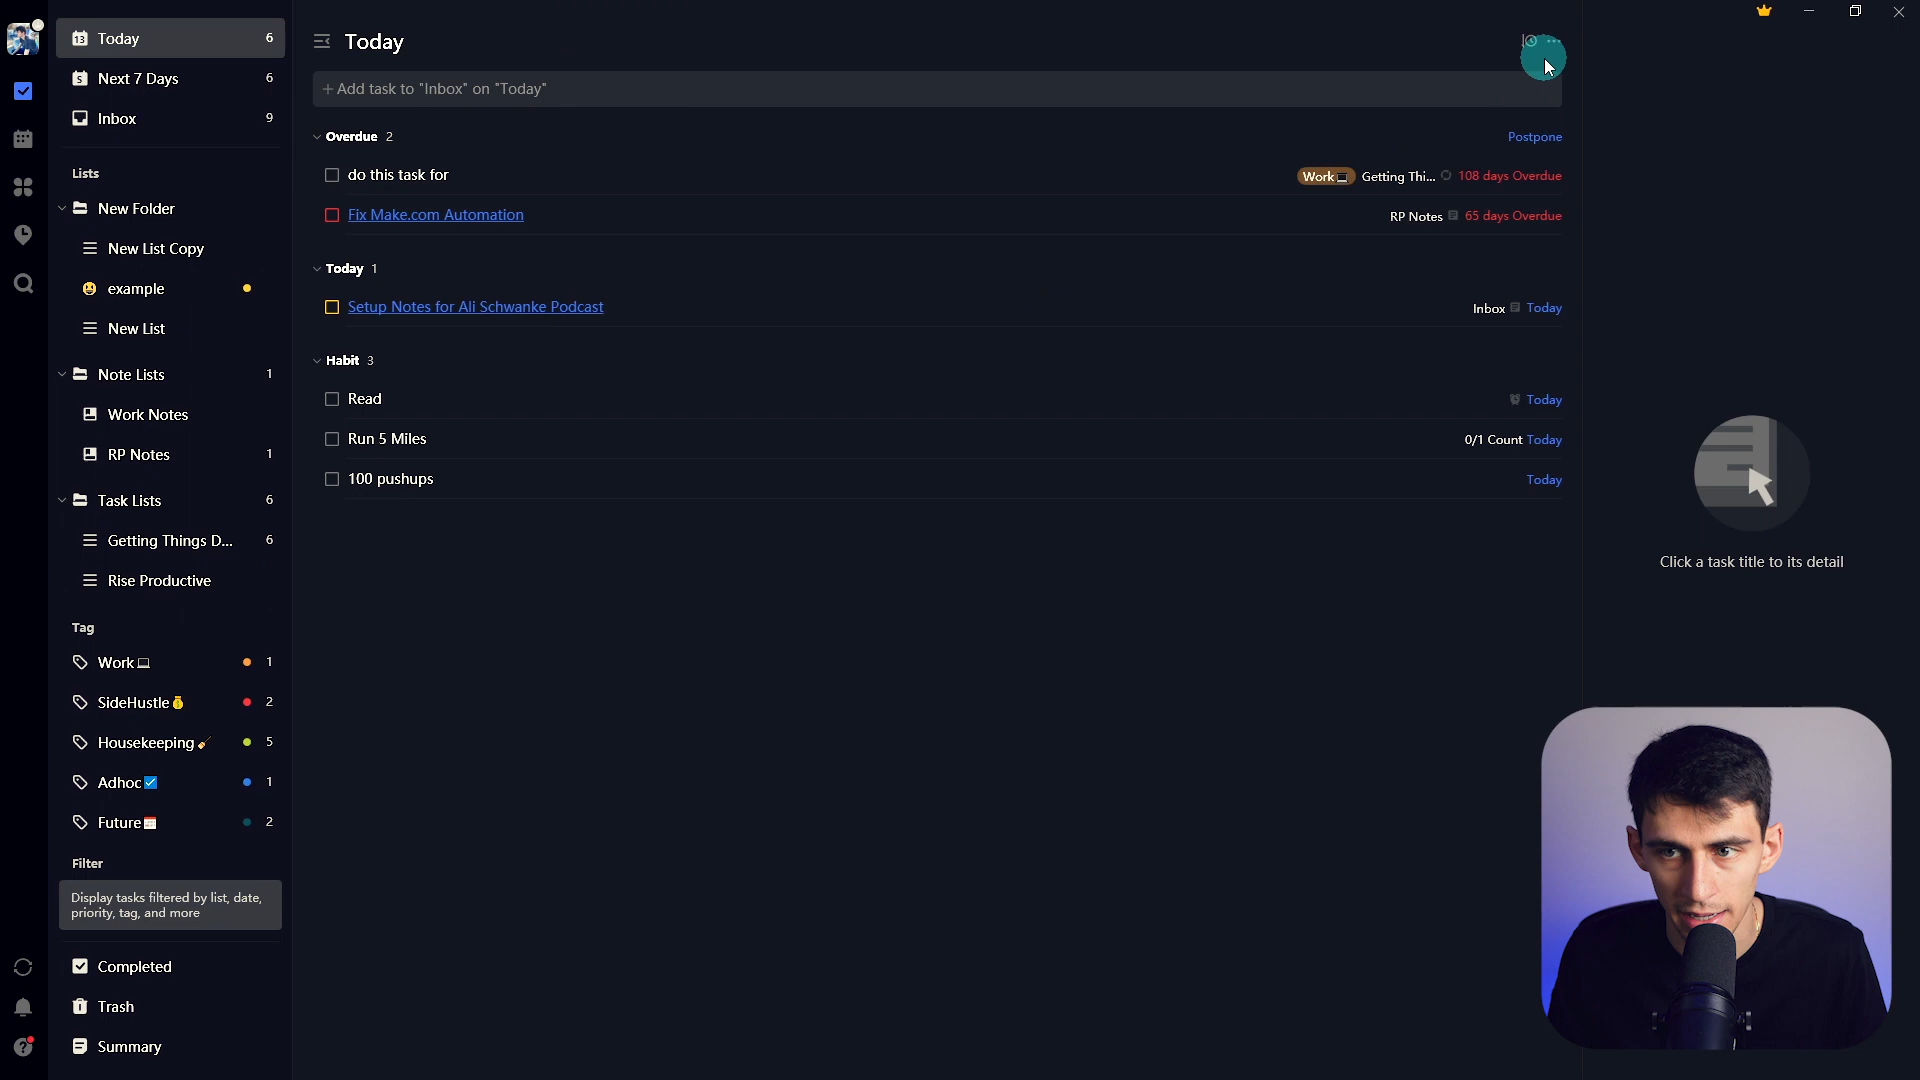 Today 6
Next 7 Days 6
Inbox 9
Lists
New Folder
New List Copy
example
New List
Note Lists 1
Work Notes
RP Notes 1
Task Lists 6
Getting Things D... 6
Rise Productive
Tag
Work 1
SideHustle 2
Housekeeping 5
Adhoc 1
Future 2
Filter
Display tasks filtered by list, date,
priority, tag, and more
Completed
Trash
Summary
Today
+ Add task to "Inbox" on "Today"
Overdue 2 Postpone
do this task for Work Getting Thi... 108 days Overdue
Fix Make.com Automation RP Notes 65 days Overdue
Today 1
Setup Notes for Ali Schwanke Podcast Inbox Today
Habit 3
Read Today
Run 5 Miles 0/1 Count Today
100 pushups Today
Click a task title to its detail